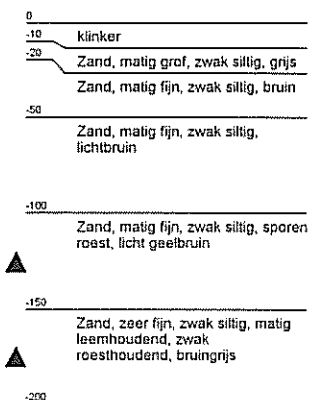 0
-10
klinker
-20
Zand, matig grof, zwak siltig, grijs
Zand, matig fijn, zwak siltig, bruin
-50
Zand, matig fijn, zwak siltig,
lichtbruin
-100
Zand, matig fijn, zwak siltig, sporen
roest, licht geelbruin
-150
Zand, zeer fijn, zwak siltig, matig
leemhoudend, zwak
roesthoudend, bruingrijs
-200